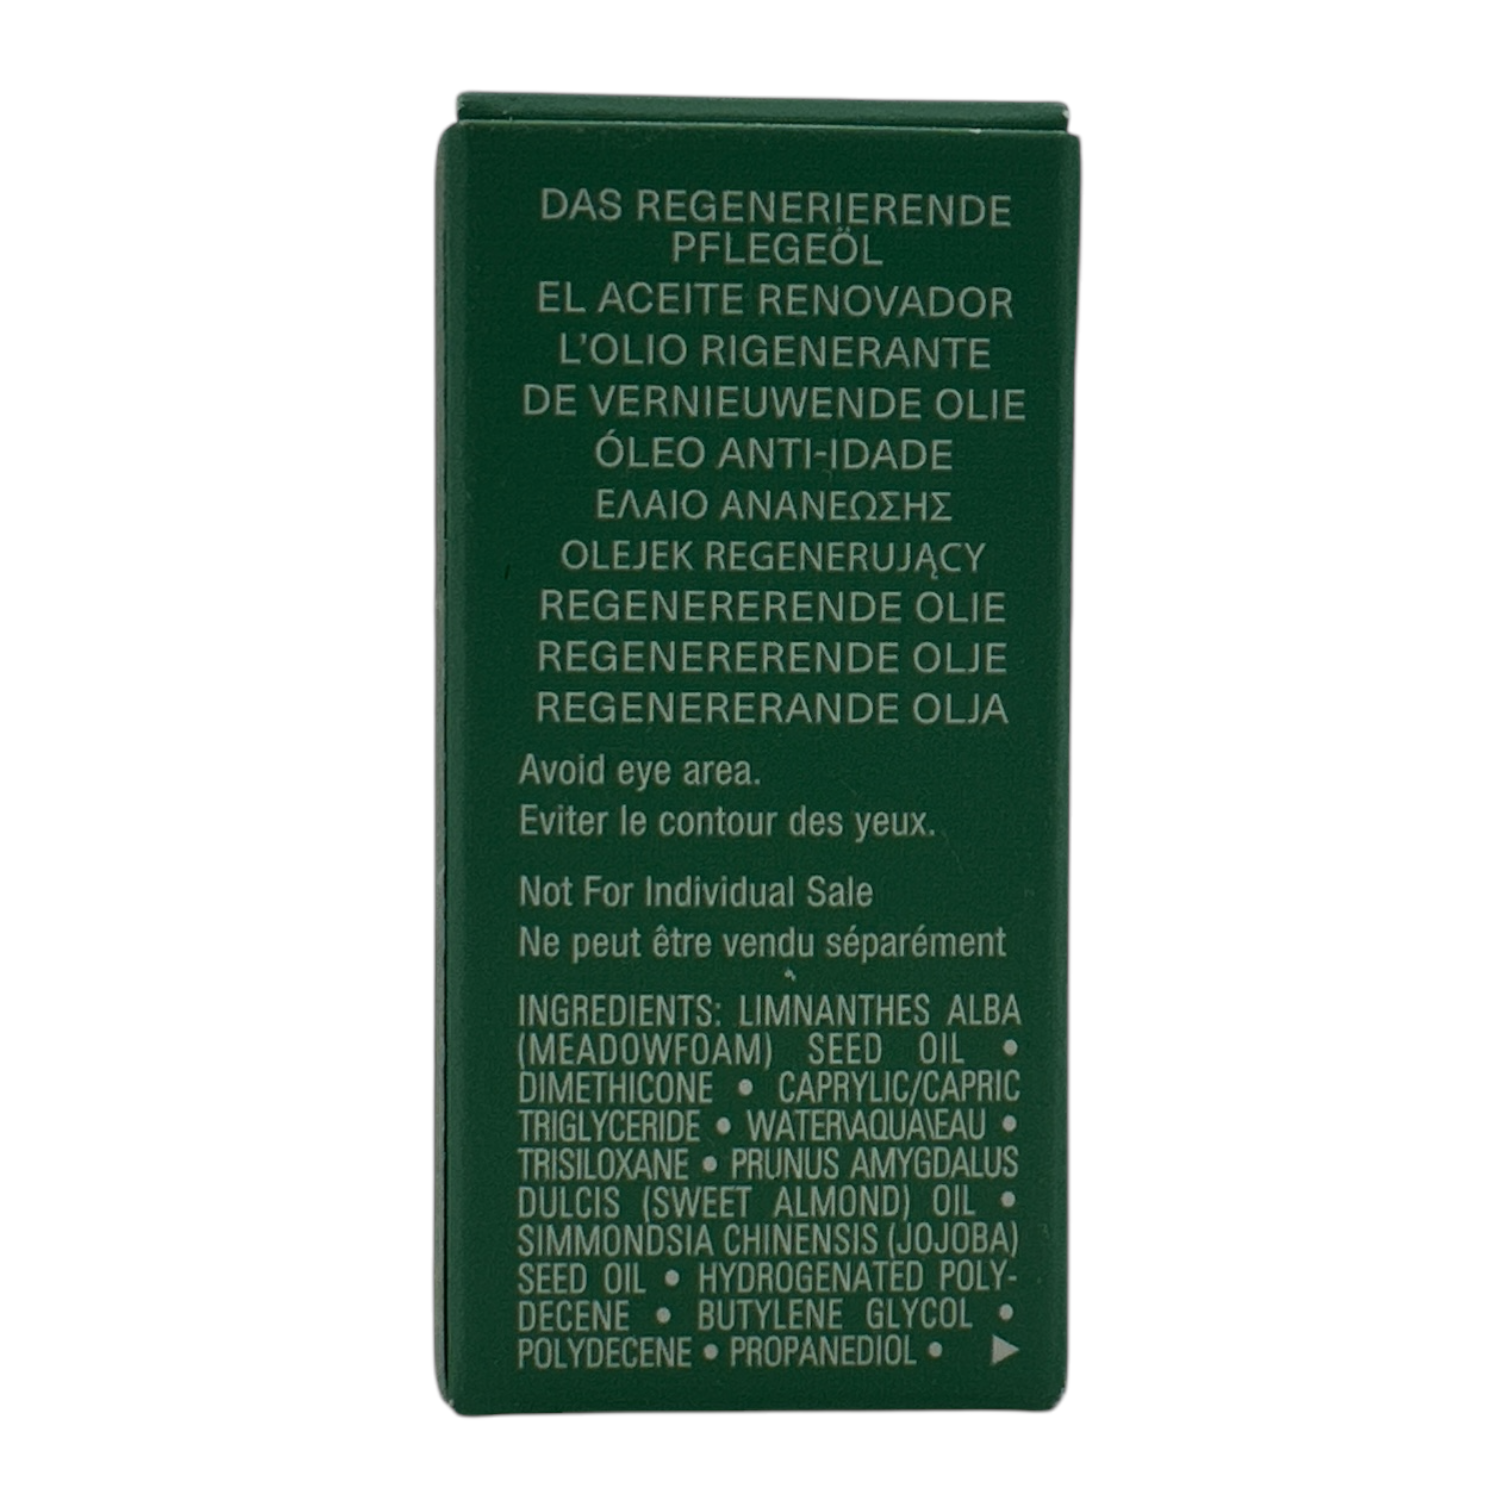 DAS REGENERIERENDE
PFLEGEÖL
EL ACEITE RENOVADOR
L'OLIO RIGENERANTE
DE VERNIEUWENDE OLIE
ÓLEO ANTI-IDADE
ΕΛΑΙΟ ΑΝΑΝΕΩΣΗΣ
OLEJEK REGENERUJĄCY
REGENERERENDE OLIE
REGENERERENDE OLJE
REGENERERANDE OLJA
Avoid eye area.
Eviter le contour des yeux.
Not For Individual Sale
Ne peut être vendu séparément
INGREDIENTS: LIMNANTHES ALBA
(MEADOWFOAM) SEED OIL •
DIMETHICONE • CAPRYLIC/CAPRIC
TRIGLYCERIDE • WATER\AQUA\EAU •
TRISILOXANE • PRUNUS AMYGDALUS
DULCIS (SWEET ALMOND) OIL •
SIMMONDSIA CHINENSIS (JOJOBA)
SEED OIL • HYDROGENATED POLY-
DECENE • BUTYLENE GLYCOL •
POLYDECENE • PROPANEDIOL • ▶